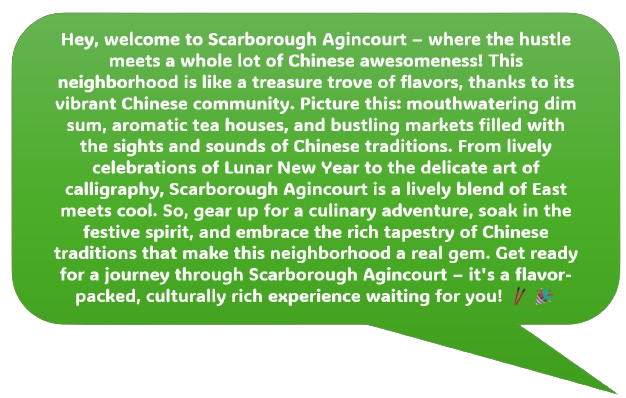 Hey, welcome to Scarborough Agincourt – where the hustle
meets a whole lot of Chinese awesomeness! This
neighborhood is like a treasure trove of flavors, thanks to its
vibrant Chinese community. Picture this: mouthwatering dim
sum, aromatic tea houses, and bustling markets filled with
the sights and sounds of Chinese traditions. From lively
celebrations of Lunar New Year to the delicate art of
calligraphy, Scarborough Agincourt is a lively blend of East
meets cool. So, gear up for a culinary adventure, soak in the
festive spirit, and embrace the rich tapestry of Chinese
traditions that make this neighborhood a real gem. Get ready
for a journey through Scarborough Agincourt – it's a flavor-
packed, culturally rich experience waiting for you! 🥢 🎉